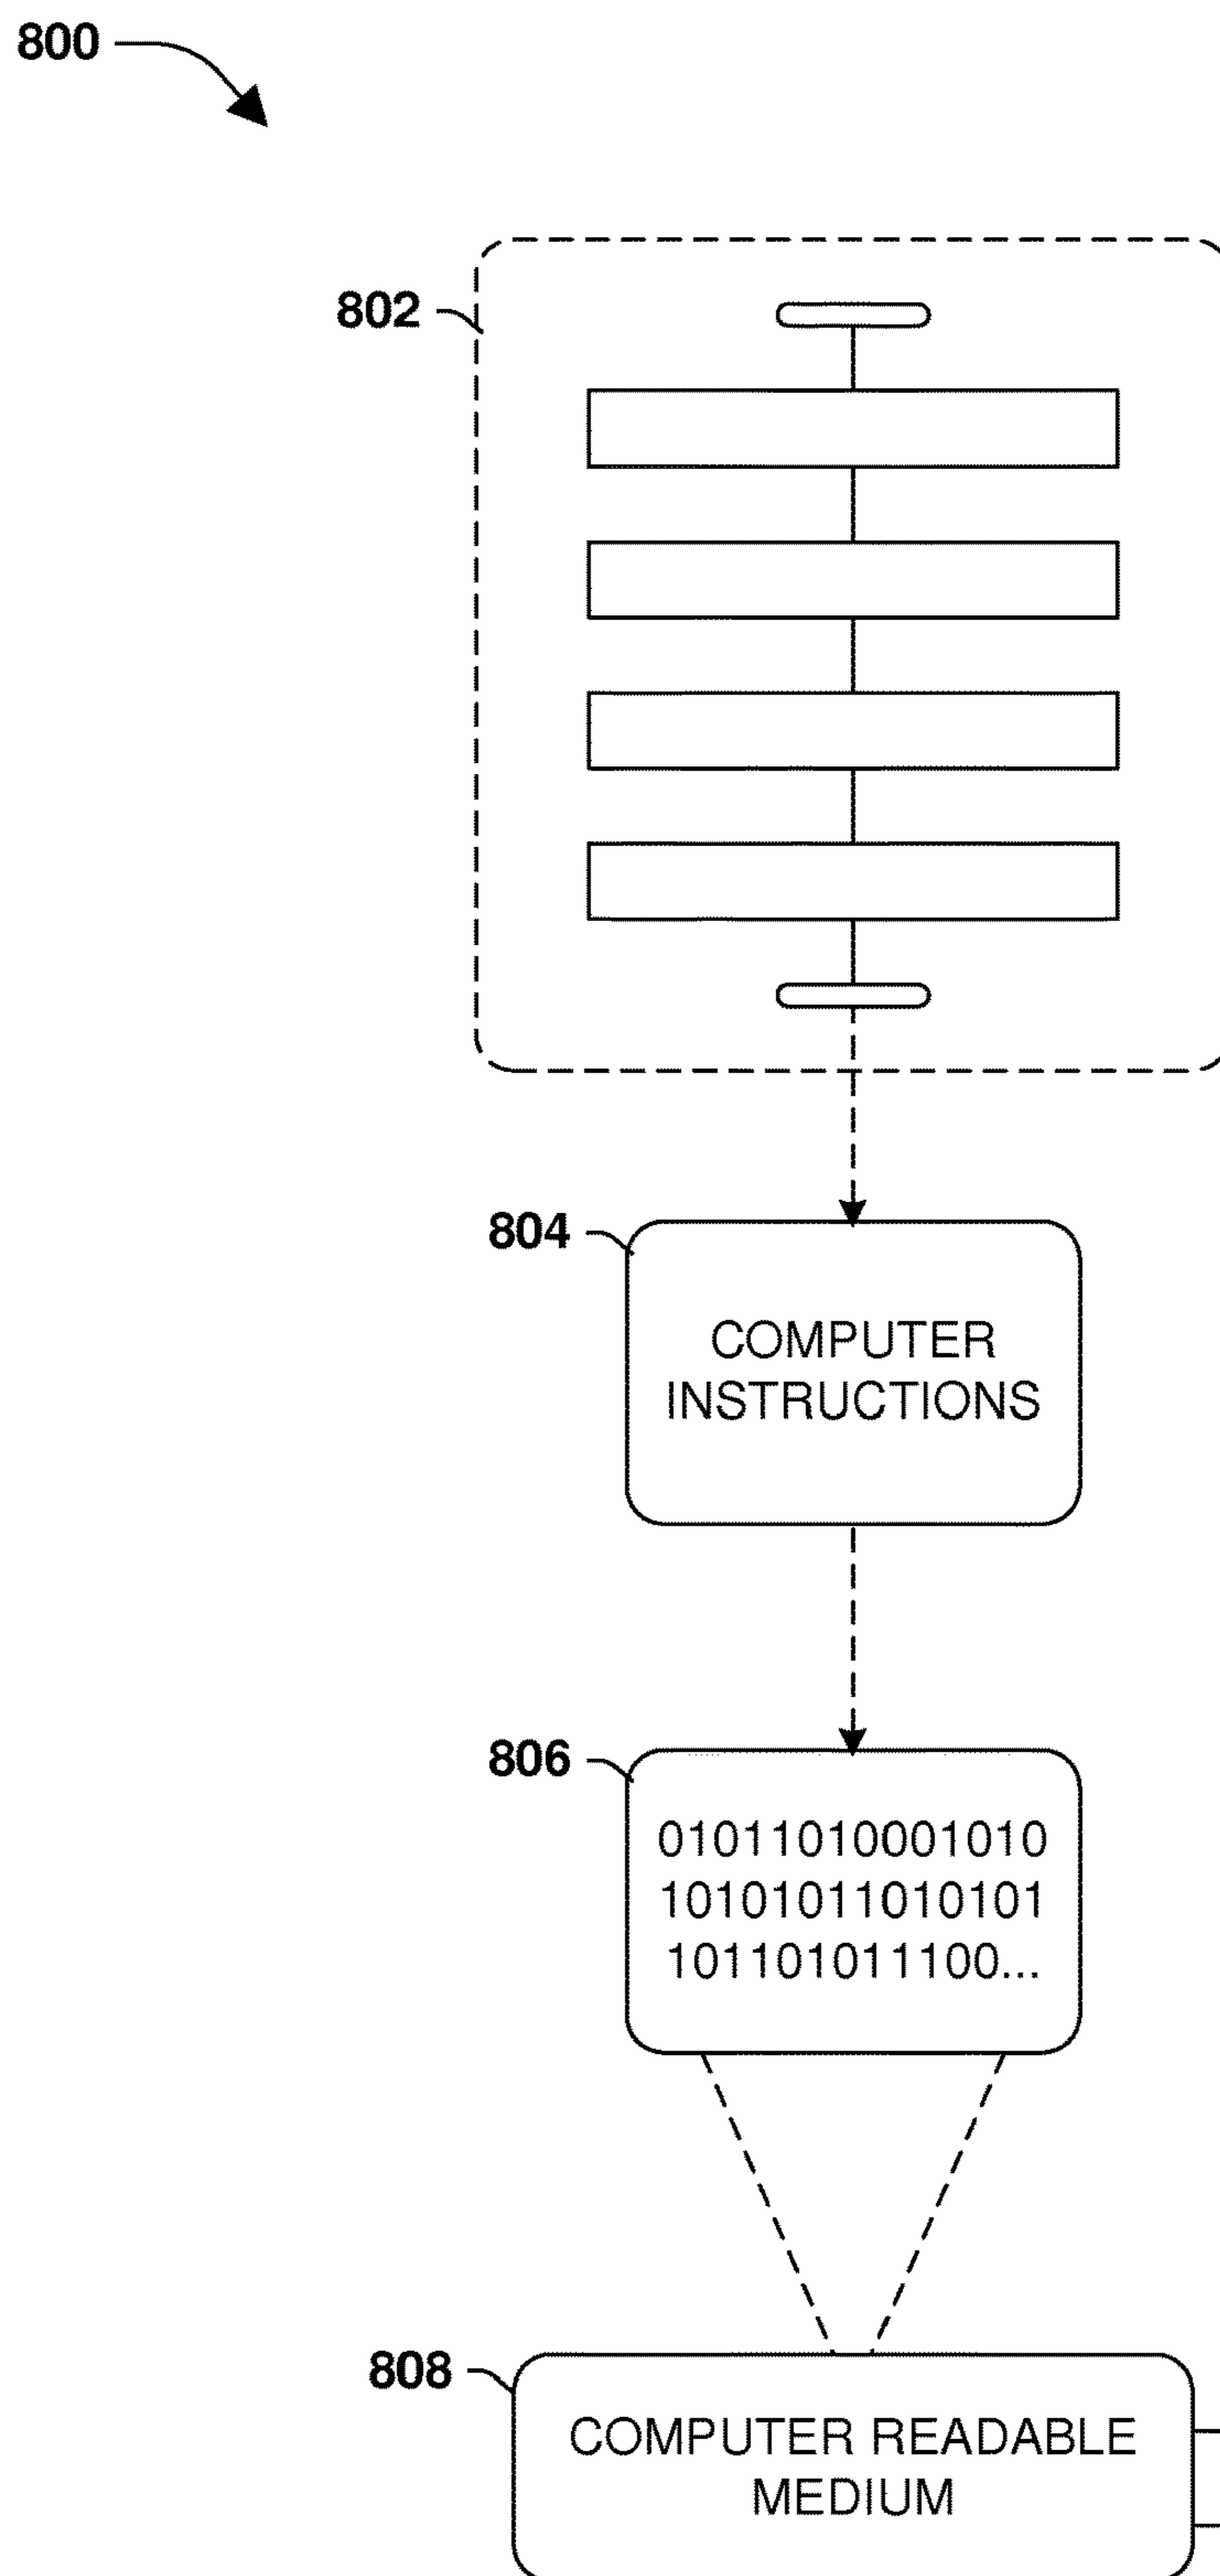 800
802
804
COMPUTER
INSTRUCTIONS
806
01011010001010
10101011010101
101101011100...
808
COMPUTER READABLE
MEDIUM